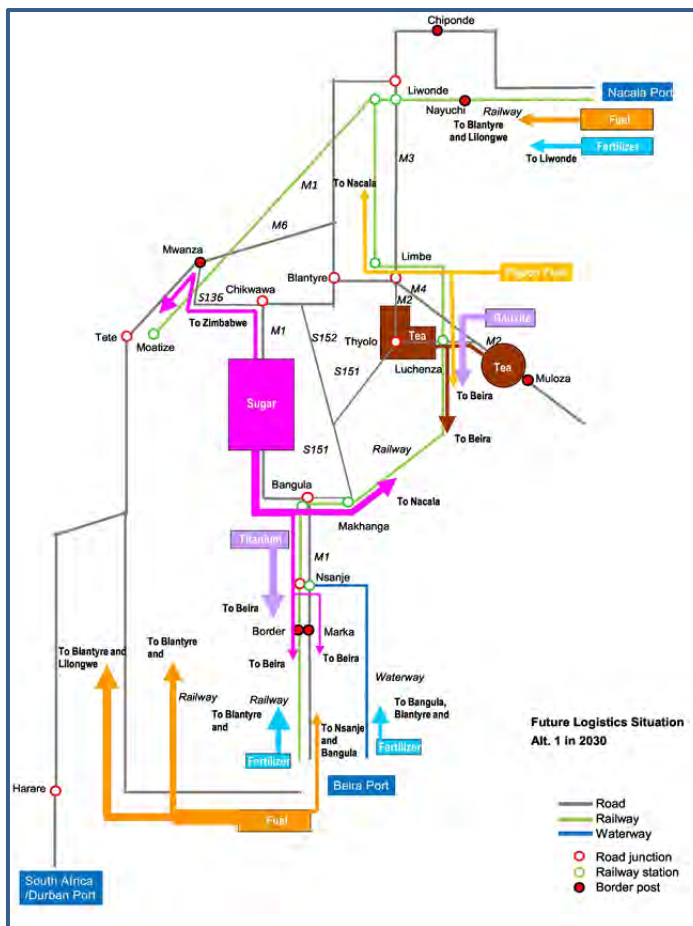 Chiponde
Liwonde
Nacala Port
Nayuchi
Railway
To Blantyre
and Lilongwe
Fuel
Fertilizer
To Liwonde
M3
To Nacala
M1
M6
Mwanza
Limbe
Chikwawa
Blantyre
Pigeon Peas
S136
M4
M2
To Zimbabwe
M1
S152
Tea
Bauxite
Tete
Moatize
Thyolo
M2
Luchenza
Tea
S151
Muloza
Sugar
To Beira
To Beira
S151
Railway
Bangula
To Nacala
Makhanga
Titanium
M1
Nsanje
To Beira
Border
Marka
To Blantyre and
Lilongwe
To Blantyre
and
To Beira
To Beira
Waterway
Railway
Railway
To Blantyre
and
To Bangula,
Blantyre and
To Nsanje
and
Bangula
Fertilizer
Fertilizer
Future Logistics Situation
Alt. 1 in 2030
Harare
Beira Port
Fuel
Road
Railway
Waterway
Road junction
Railway station
Border post
South Africa
/Durban Port